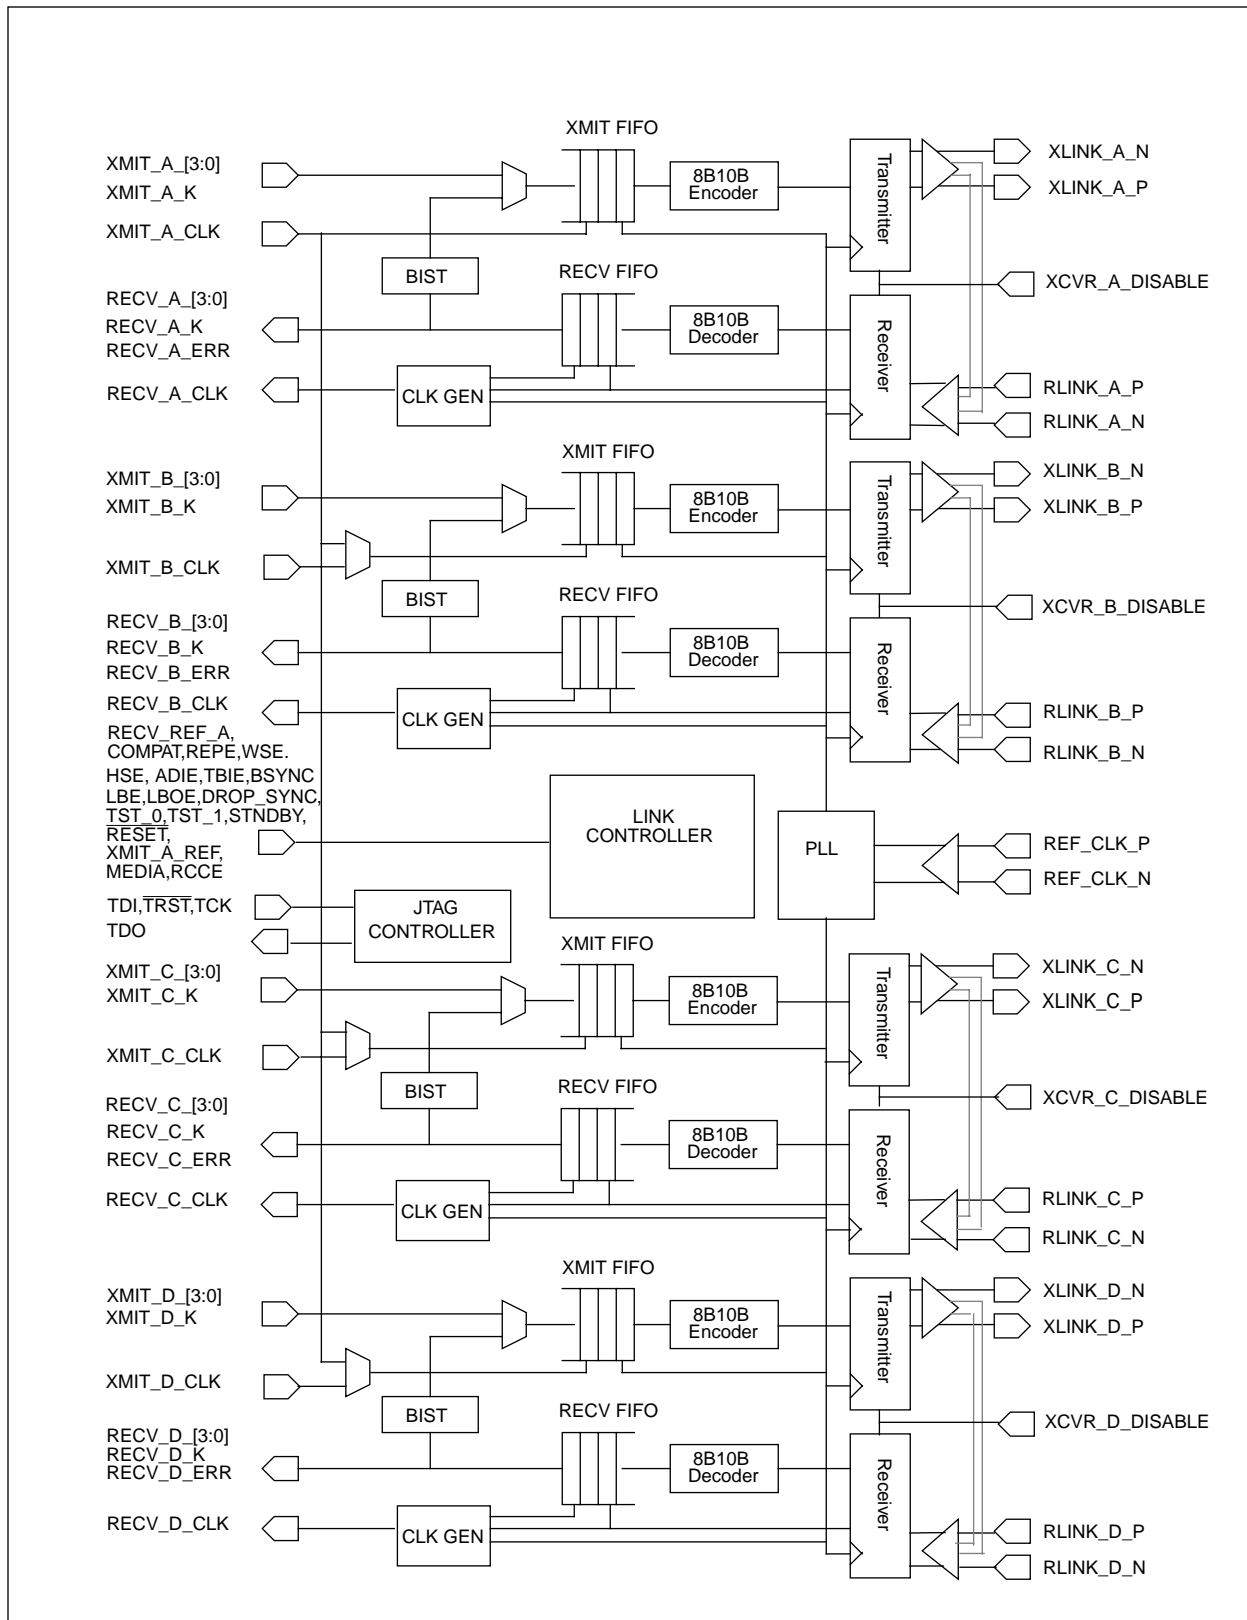 XMIT FIFO
XMIT_A_[3:0]
XMIT_A_K
8B10B
Encoder
Transmitter
XLINK_A_N
XLINK_A_P
XMIT_A_CLK
BIST
RECV FIFO
XCVR_A_DISABLE
RECV_A_[3:0]
RECV_A_K
RECV_A_ERR
8B10B
Decoder
Receiver
RECV_A_CLK
CLK GEN
RLINK_A_P
RLINK_A_N
XMIT FIFO
XMIT_B_[3:0]
XMIT_B_K
8B10B
Encoder
Transmitter
XLINK_B_N
XLINK_B_P
XMIT_B_CLK
BIST
RECV FIFO
XCVR_B_DISABLE
RECV_B_[3:0]
RECV_B_K
RECV_B_ERR
8B10B
Decoder
Receiver
RECV_B_CLK
CLK GEN
RLINK_B_P
RLINK_B_N
RECV_REF_A,
COMPAT,REPE,WSE.
HSE, ADIE,TBIE,BSYNC
LBE,LBOE,DROP_SYNC,
TST_0,TST_1,STNDBY,
RESET,
XMIT_A_REF,
MEDIA,RCCE
LINK
CONTROLLER
PLL
REF_CLK_P
REF_CLK_N
TDI,TRST,TCK
TDO
JTAG
CONTROLLER
XMIT FIFO
XMIT_C_[3:0]
XMIT_C_K
8B10B
Encoder
Transmitter
XLINK_C_N
XLINK_C_P
XMIT_C_CLK
BIST
RECV FIFO
XCVR_C_DISABLE
RECV_C_[3:0]
RECV_C_K
RECV_C_ERR
8B10B
Decoder
Receiver
RECV_C_CLK
CLK GEN
RLINK_C_P
RLINK_C_N
XMIT FIFO
XMIT_D_[3:0]
XMIT_D_K
8B10B
Encoder
Transmitter
XLINK_D_N
XLINK_D_P
XMIT_D_CLK
BIST
RECV FIFO
XCVR_D_DISABLE
RECV_D_[3:0]
RECV_D_K
RECV_D_ERR
8B10B
Decoder
Receiver
RECV_D_CLK
CLK GEN
RLINK_D_P
RLINK_D_N